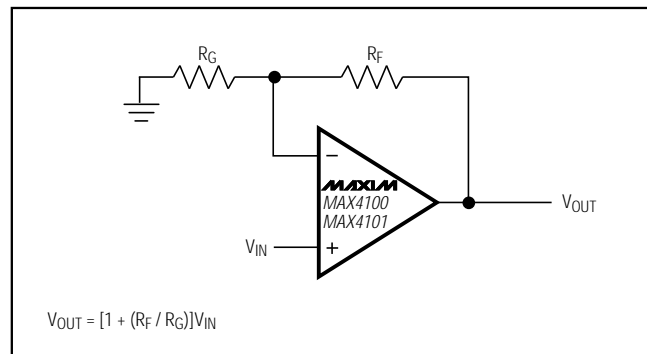 RG
RF
−
MAXIM
MAX4100
MAX4101
VOUT
VIN
+
VOUT = [1 + (RF / RG)]VIN